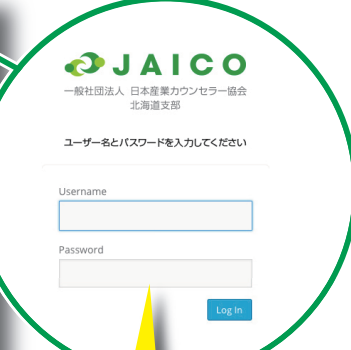 JAICO
一般社団法人 日本産業カウンセラー協会
北海道支部
ユーザー名とパスワードを入力してください
Username
Password
Log In